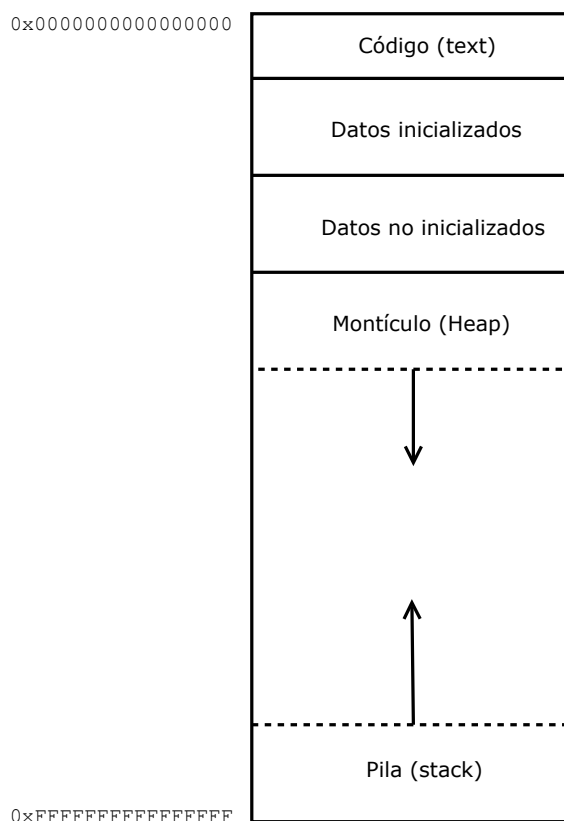 0x0000000000000000
Código (text)
Datos inicializados
Datos no inicializados
Montículo (Heap)
Pila (stack)
0xFFFFFFFFFFFFFFFF